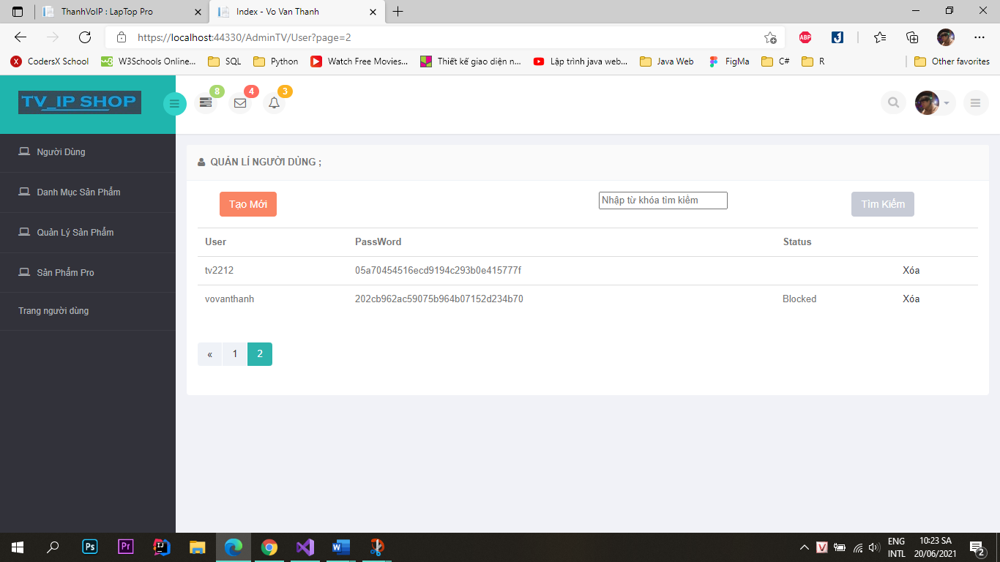 ThanhVoIP : LapTop Pro
Index - Vo Van Thanh
https://localhost:44330/AdminTV/User?page=2
ABP
CodersX School
W3Schools Online...
SQL
Python
Watch Free Movies...
Thiết kế giao diện n...
Lập trình java web...
Java Web
FigMa
C#
R
Other favorites
TV_IP SHOP
8
4
3
Người Dùng
Danh Mục Sản Phẩm
Quản Lý Sản Phẩm
Sản Phẩm Pro
Trang người dùng
QUẢN LÍ NGƯỜI DÙNG ;
Tạo Mới
Nhập từ khóa tìm kiếm
Tìm Kiếm
User PassWord Status
tv2212 05a70454516ecd9194c293b0e415777f Xóa
vovanthanh 202cb962ac59075b964b07152d234b70 Blocked Xóa
« 1 2
Ps
Pr
IJ
W
V
ENG
INTL
10:23 SA
20/06/2021
2